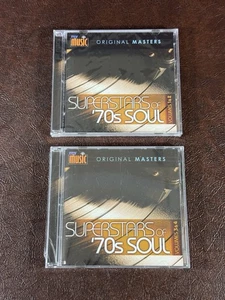 music
ORIGINAL MASTERS
SUPERSTARS OF
'70s SOUL
music
ORIGINAL MASTERS
SUPERSTARS OF
'70s SOUL